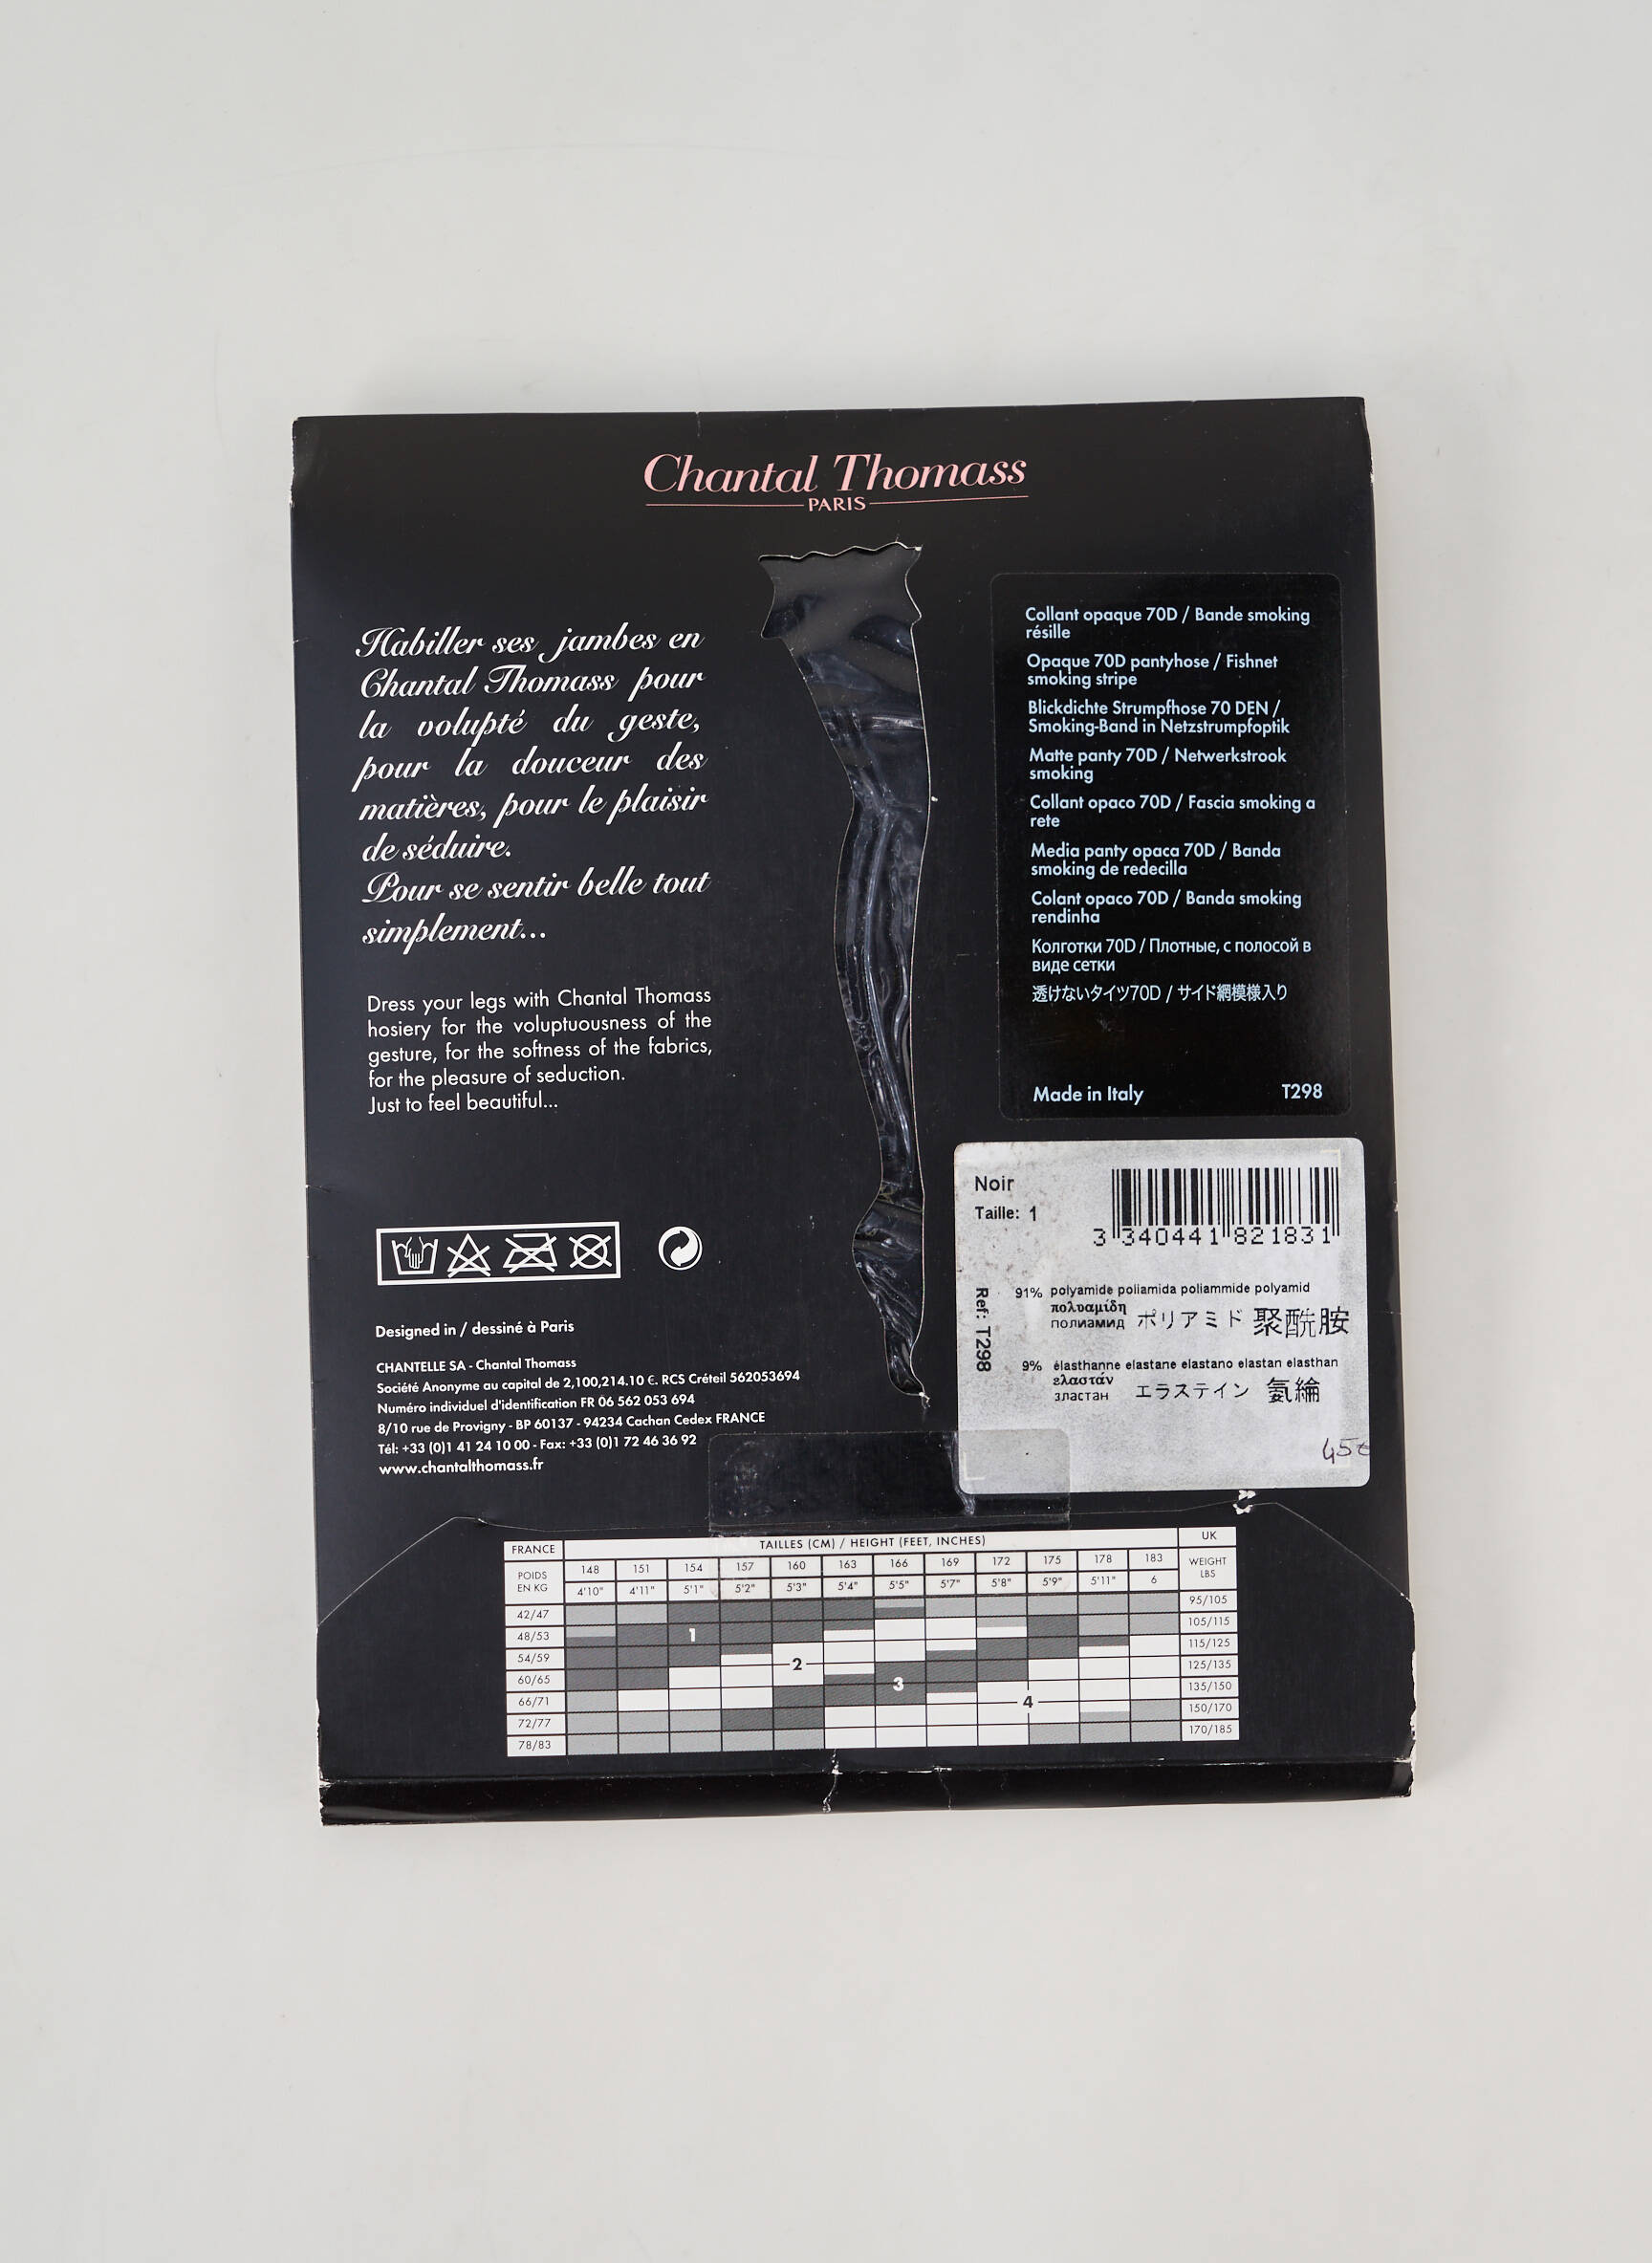 Chantal Thomass
PARIS
Habiller ses jambes en
Chantal Thomass pour
la volupté du geste,
pour la douceur des
matières, pour le plaisir
de séduire.
Pour se sentir belle tout
simplement...
Dress your legs with Chantal Thomass
hosiery for the voluptuousness of the
gesture, for the softness of the fabrics,
for the pleasure of seduction.
Just to feel beautiful...
Designed in / dessiné à Paris
CHANTELLE SA - Chantal Thomass
Société Anonyme au capital de 2,100,214.10 €. RCS Créteil 562053694
Numéro individuel d'identification FR 06 562 053 694
8/10 rue de Provigny - BP 60137 - 94234 Cachan Cedex FRANCE
Tél: +33 (0)1 41 24 10 00 - Fax: +33 (0)1 72 46 36 92
www.chantalthomass.fr
Collant opaque 70D / Bande smoking
résille
Opaque 70D pantyhose / Fishnet
smoking stripe
Blickdichte Strumpfhose 70 DEN /
Smoking-Band in Netzstrumpfoptik
Matte panty 70D / Netwerkstrook
smoking
Collant opaco 70D / Fascia smoking a
rete
Media panty opaca 70D / Banda
smoking de redecilla
Colant opaco 70D / Banda smoking
rendinha
Колготки 70D / Плотные, с полосой в
виде сетки
透けないタイツ70D / サイド網模様入り
Made in Italy T298
Noir
Taille: 1
3 340441 821831
Ref: T298
91% polyamide poliamida poliammide polyamid
πολυαμίδη
полиамид ポリアミド 聚酰胺
9% élasthanne elastane elastano elastan elasthan
ελαστάν
эластан エラステイン 氨綸
45€
FRANCE TAILLES (CM) / HEIGHT (FEET, INCHES) UK
POIDS EN KG 148 151 154 157 160 163 166 169 172 175 178 183 WEIGHT LBS
4'10" 4'11" 5'1" 5'2" 5'3" 5'4" 5'5" 5'7" 5'8" 5'9" 5'11" 6
42/47 95/105
48/53 1 105/115
54/59 2 115/125
60/65 3 125/135
66/71 4 135/150
72/77 150/170
78/83 170/185